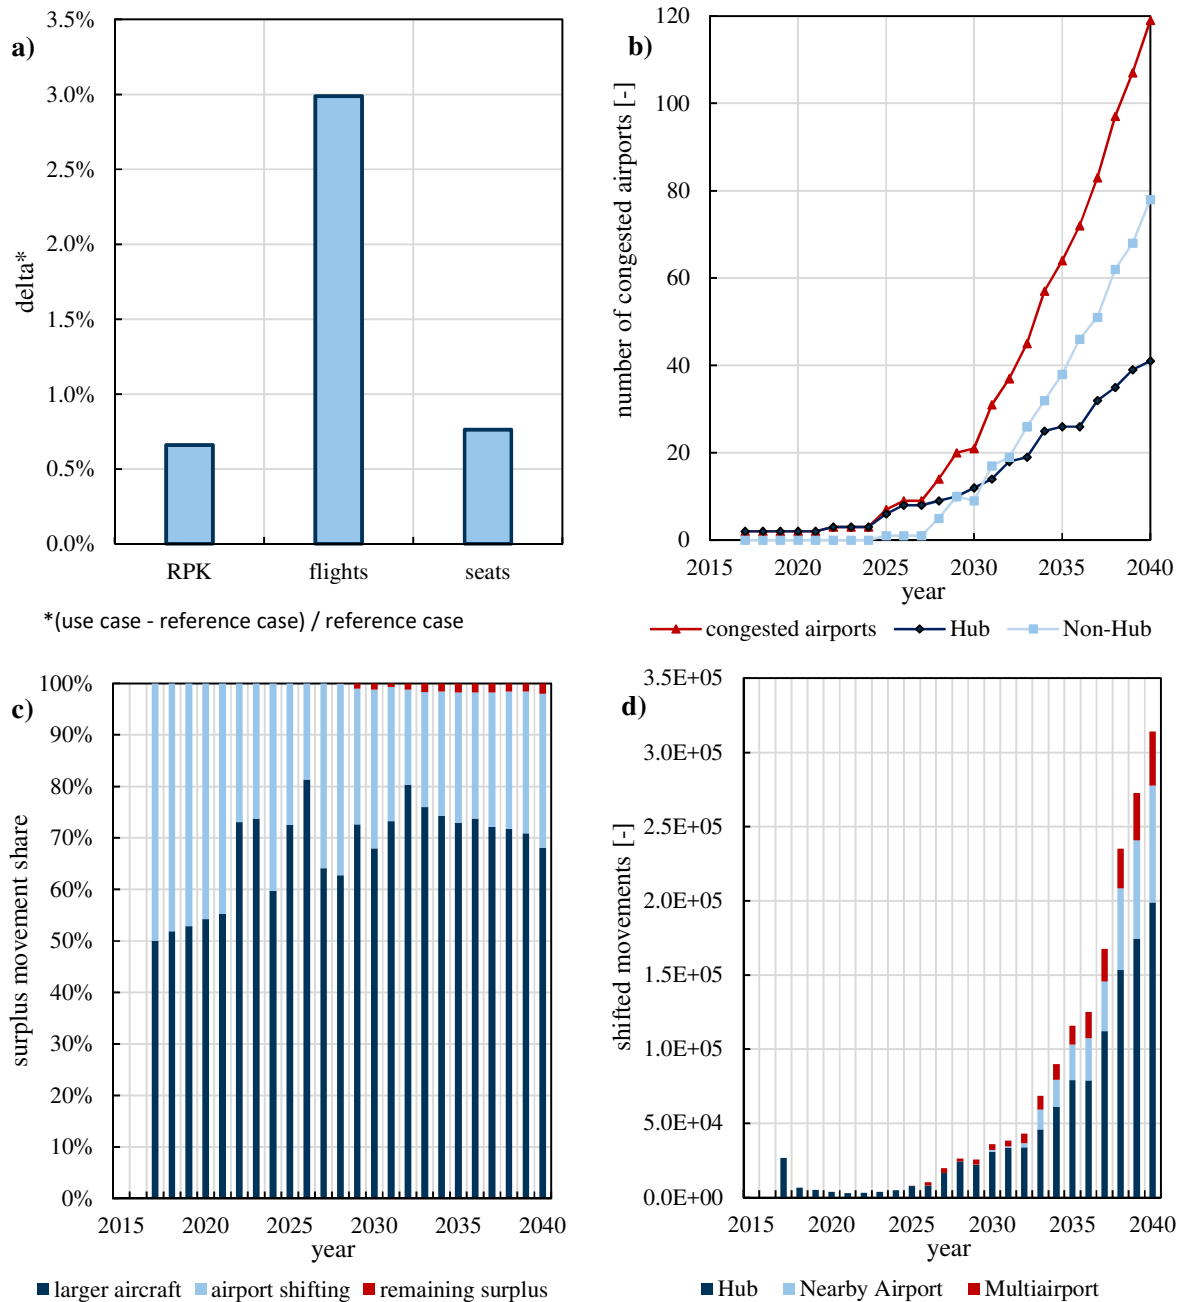 a)
3.5%
3.0%
2.5%
2.0%
1.5%
1.0%
0.5%
0.0%
delta*
RPK flights seats
*(use case - reference case) / reference case
b)
120
100
80
60
40
20
0
number of congested airports [-]
2015 2020 2025 2030 2035 2040
year
congested airports Hub Non-Hub
c)
100%
90%
80%
70%
60%
50%
40%
30%
20%
10%
0%
surplus movement share
2015 2020 2025 2030 2035 2040
year
larger aircraft airport shifting remaining surplus
d)
3.5E+05
3.0E+05
2.5E+05
2.0E+05
1.5E+05
1.0E+05
5.0E+04
0.0E+00
shifted movements [-]
2015 2020 2025 2030 2035 2040
year
Hub Nearby Airport Multiairport